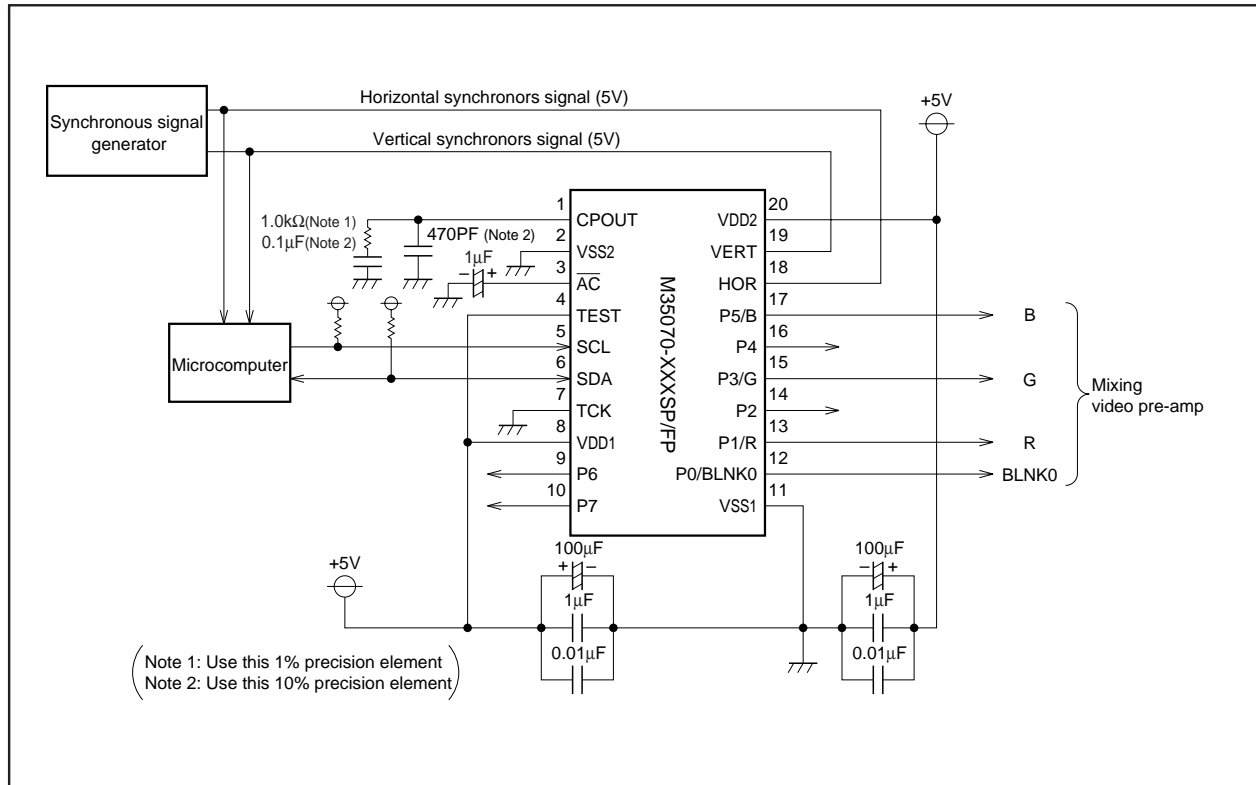 Horizontal synchronors signal (5V)
+5V
Synchronous signal
generator
Vertical synchronors signal (5V)
1.0kΩ(Note 1)
0.1μF(Note 2)
470PF (Note 2)
1μF
− +
1 CPOUT
2 VSS2
3 AC
4 TEST
5 SCL
6 SDA
7 TCK
8 VDD1
9 P6
10 P7
M35070-XXXSP/FP
VDD2 20
VERT 19
HOR 18
P5/B 17
P4 16
P3/G 15
P2 14
P1/R 13
P0/BLNK0 12
VSS1 11
Microcomputer
B
G
R
BLNK0
Mixing
video pre-amp
+5V
100μF
+ −
1μF
0.01μF
100μF
− +
1μF
0.01μF
Note 1: Use this 1% precision element
Note 2: Use this 10% precision element